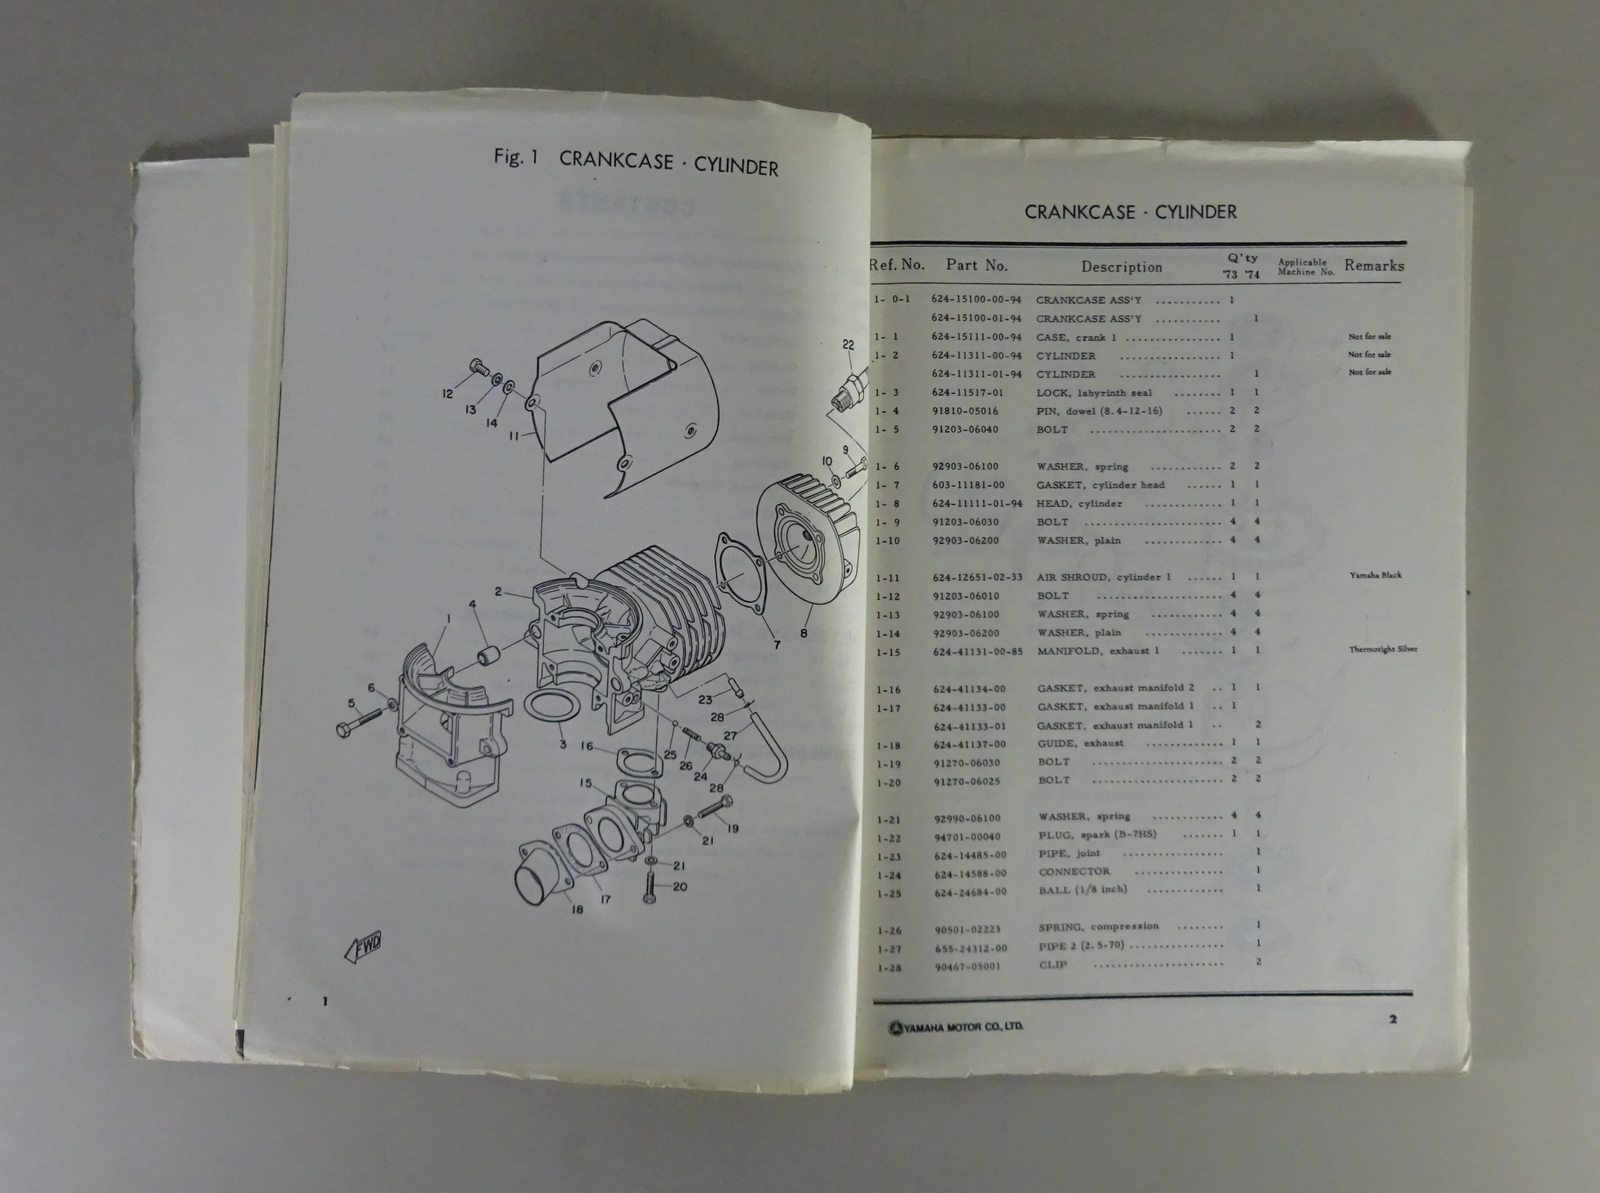 Fig. 1 CRANKCASE · CYLINDER
22
12
13
14
11
9
10
2
4
1
7
8
6
5
3
23
28
27
16
25
26
24
28
15
19
21
21
20
17
18
FWD
1
CRANKCASE · CYLINDER
Ref. No. Part No. Description Q'ty '73 '74 Applicable Machine No. Remarks
1- 0-1 624-15100-00-94 CRANKCASE ASS'Y ........... 1
624-15100-01-94 CRANKCASE ASS'Y ........... 1
1- 1 624-15111-00-94 CASE, crank 1 ................ 1 Not for sale
1- 2 624-11311-00-94 CYLINDER ................. 1 Not for sale
624-11311-01-94 CYLINDER ................. 1 Not for sale
1- 3 624-11517-01 LOCK, labyrinth seal ........ 1 1
1- 4 91810-05016 PIN, dowel (8.4-12-16) ...... 2 2
1- 5 91203-06040 BOLT ...................... 2 2
1- 6 92903-06100 WASHER, spring ............ 2 2
1- 7 603-11181-00 GASKET, cylinder head ...... 1 1
1- 8 624-11111-01-94 HEAD, cylinder ............. 1 1
1- 9 91203-06030 BOLT ....................... 4 4
1-10 92903-06200 WASHER, plain ............. 4 4
1-11 624-12651-02-33 AIR SHROUD, cylinder 1 ...... 1 1 Yamaha Black
1-12 91203-06010 BOLT ..................... 4 4
1-13 92903-06100 WASHER, spring ............ 4 4
1-14 92903-06200 WASHER, plain ............. 4 4
1-15 624-41131-00-85 MANIFOLD, exhaust 1 ....... 1 1 Thermotight Silver
1-16 624-41134-00 GASKET, exhaust manifold 2 .. 1 1
1-17 624-41133-00 GASKET, exhaust manifold 1 .. 1
624-41133-01 GASKET, exhaust manifold 1 .. 2
1-18 624-41137-00 GUIDE, exhaust ............. 1 1
1-19 91270-06030 BOLT ...................... 2 2
1-20 91270-06025 BOLT ...................... 2 2
1-21 92990-06100 WASHER, spring ............ 4 4
1-22 94701-00040 PLUG, spark (B-7HS) ....... 1 1
1-23 624-14485-00 PIPE, joint ................. 1
1-24 624-14588-00 CONNECTOR ............... 1
1-25 624-24684-00 BALL (1/8 inch) ............. 1
1-26 90501-02223 SPRING, compression ........ 1
1-27 655-24312-00 PIPE 2 (2.5-70) ................ 1
1-28 90467-05001 CLIP ...................... 2
YAMAHA MOTOR CO., LTD.
2